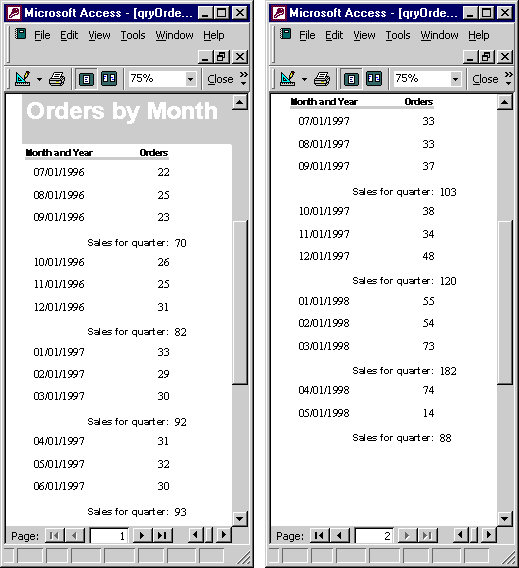 Microsoft Access - [qryOrde...
File Edit View Tools Window Help
75% Close
Orders by Month
Month and Year Orders
07/01/1996 22
08/01/1996 25
09/01/1996 23
Sales for quarter: 70
10/01/1996 26
11/01/1996 25
12/01/1996 31
Sales for quarter: 82
01/01/1997 33
02/01/1997 29
03/01/1997 30
Sales for quarter: 92
04/01/1997 31
05/01/1997 32
06/01/1997 30
Sales for quarter: 93
Page: 1
Microsoft Access - [qryOrde...
File Edit View Tools Window Help
75% Close
Month and Year Orders
07/01/1997 33
08/01/1997 33
09/01/1997 37
Sales for quarter: 103
10/01/1997 38
11/01/1997 34
12/01/1997 48
Sales for quarter: 120
01/01/1998 55
02/01/1998 54
03/01/1998 73
Sales for quarter: 182
04/01/1998 74
05/01/1998 14
Sales for quarter: 88
Page: 2